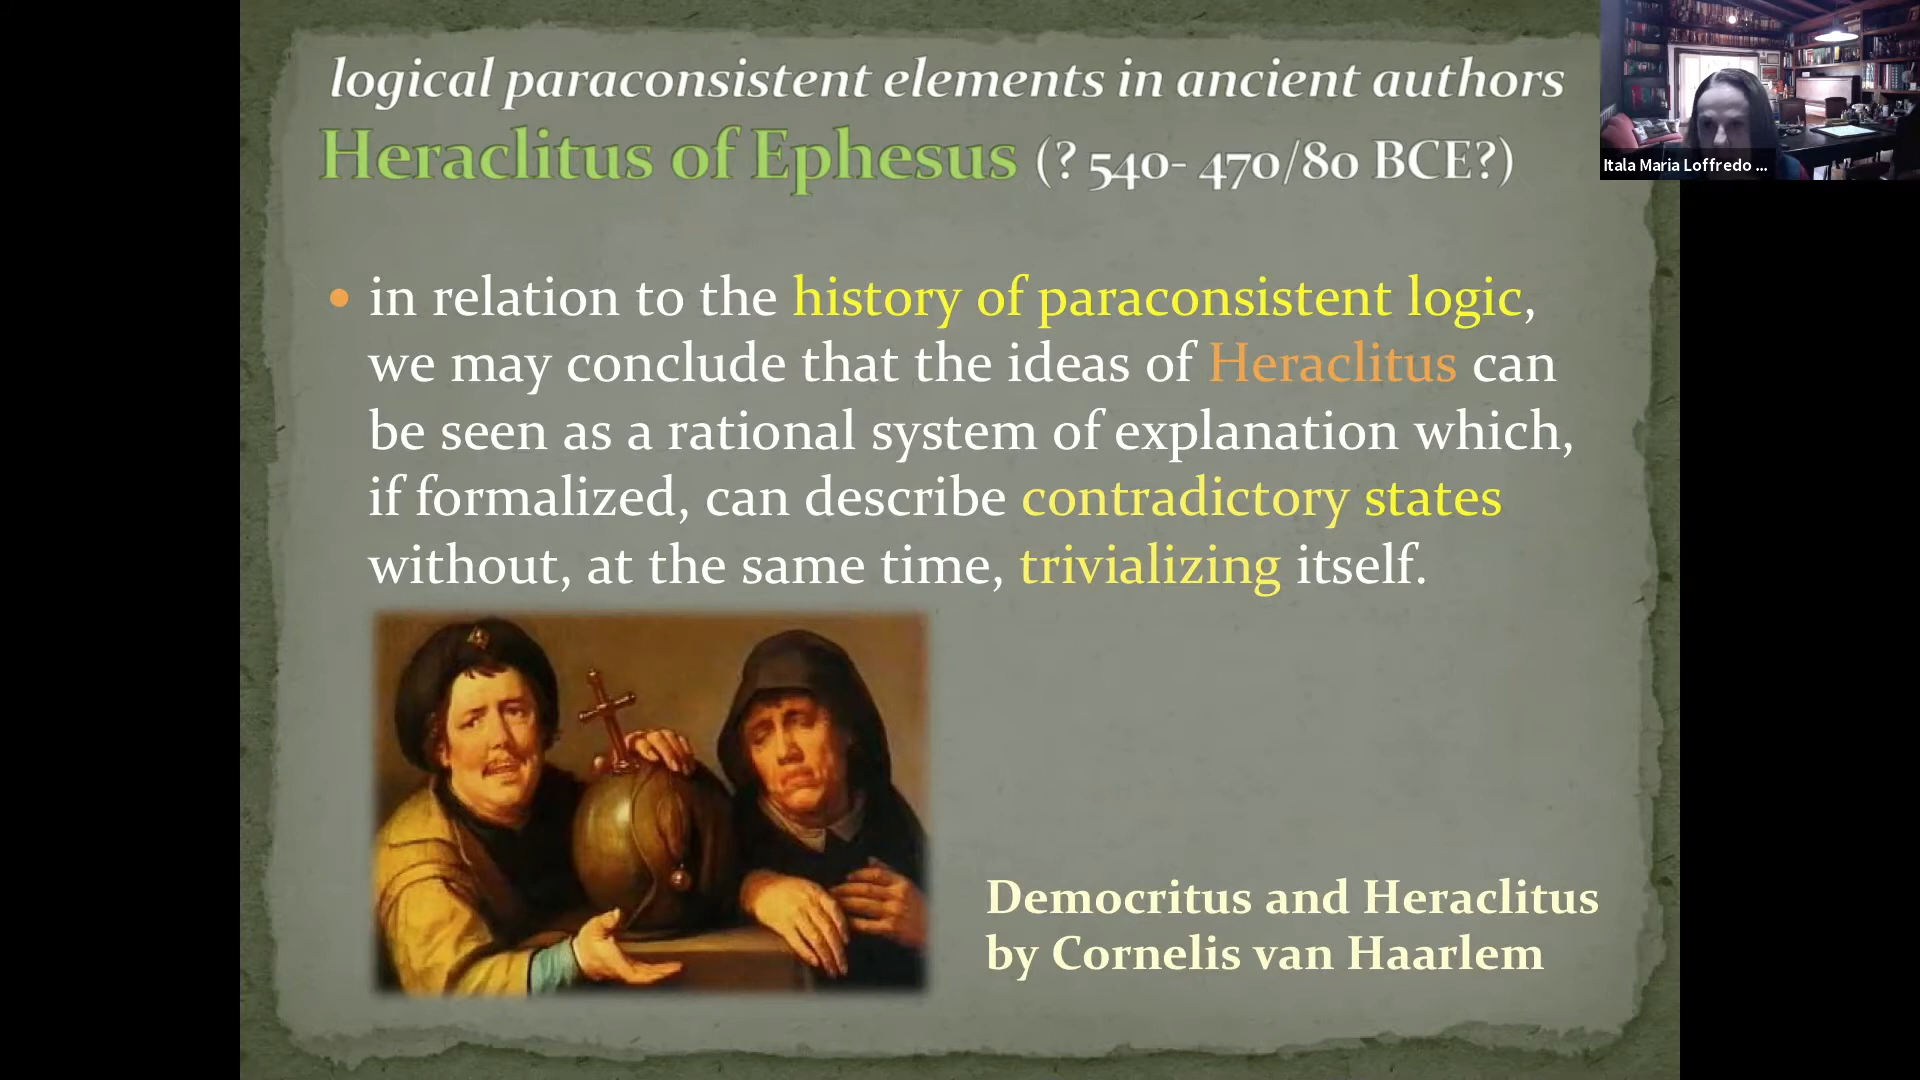 logical paraconsistent elements in ancient authors
Heraclitus of Ephesus (? 540- 470/80 BCE?)
Itala Maria Loffredo ...
• in relation to the history of paraconsistent logic,
we may conclude that the ideas of Heraclitus can
be seen as a rational system of explanation which,
if formalized, can describe contradictory states
without, at the same time, trivializing itself.
Democritus and Heraclitus
by Cornelis van Haarlem